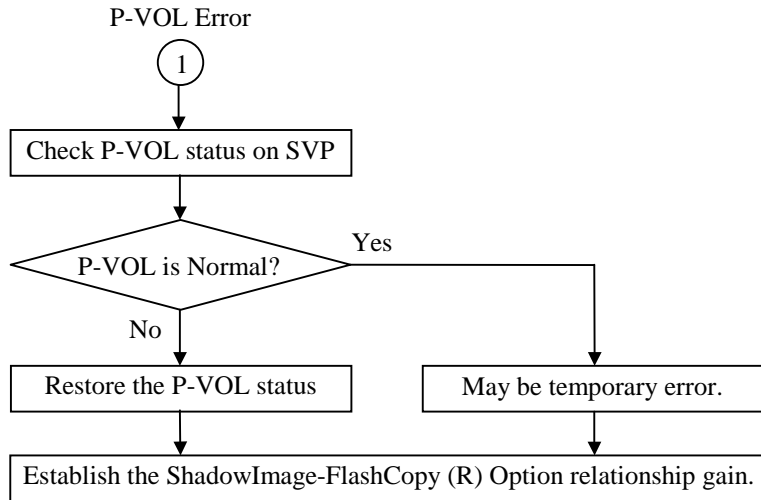 P-VOL Error
1
Check P-VOL status on SVP
P-VOL is Normal?
Yes
No
Restore the P-VOL status
May be temporary error.
Establish the ShadowImage-FlashCopy (R) Option relationship gain.